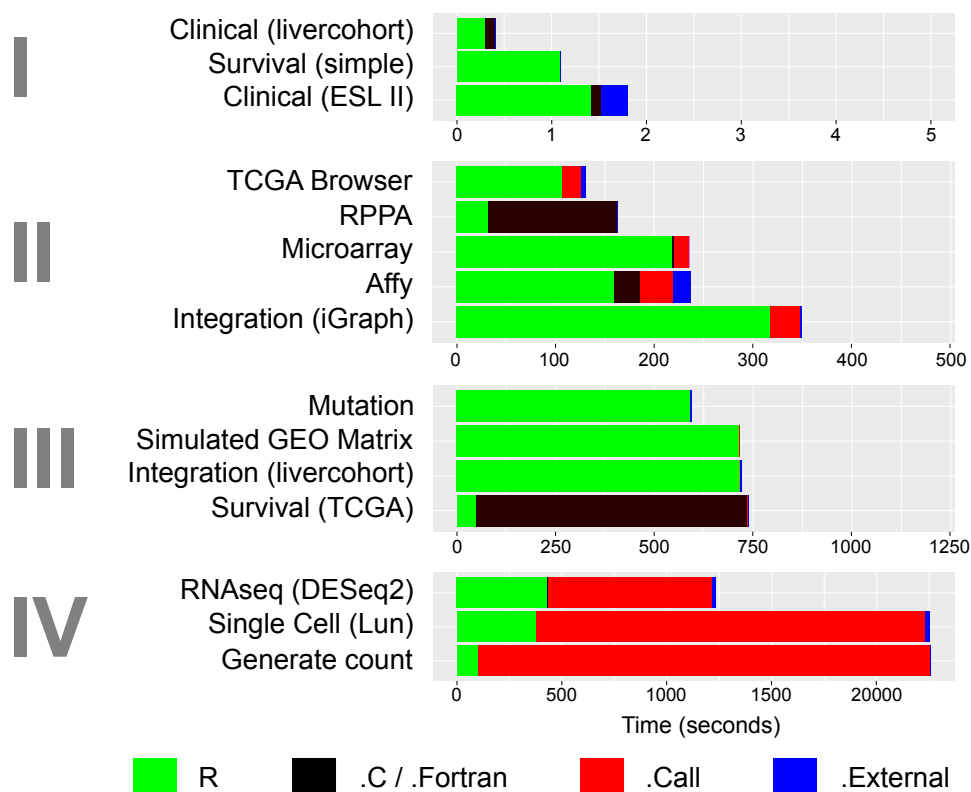 I
Clinical (livercohort)
Survival (simple)
Clinical (ESL II)
0 1 2 3 4 5
II
TCGA Browser
RPPA
Microarray
Affy
Integration (iGraph)
0 100 200 300 400 500
III
Mutation
Simulated GEO Matrix
Integration (livercohort)
Survival (TCGA)
0 250 500 750 1000 1250
IV
RNAseq (DESeq2)
Single Cell (Lun)
Generate count
0 500 1000 1500 20000
Time (seconds)
R .C / .Fortran .Call .External